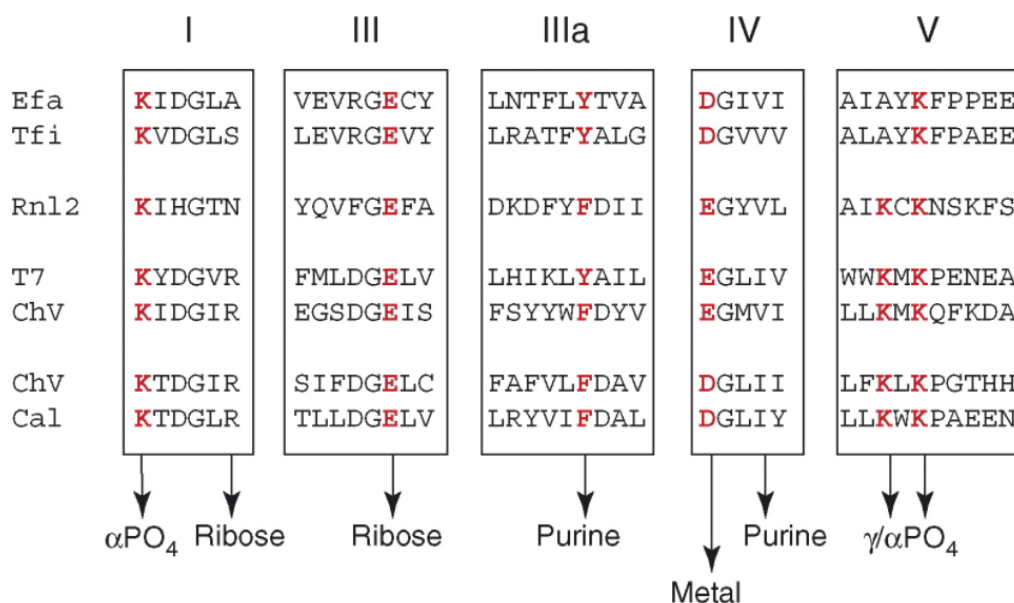 I III IIIa IV V
Efa KIDGLA VEVRGECY LNTFLYTVA DGIVI AIAYKFPPEE
Tfi KVDGLS LEVRGEVY LRATFYALG DGVVV ALAYKFPAEE
Rnl2 KIHGTN YQVFGEFA DKDFYFDII EGYVL AIKCKNSKFS
T7 KYDGVR FMLDGELV LHIKLYAIL EGLIV WWKMKPENEA
ChV KIDGIR EGSDGEIS FSYYWFDYV EGMVI LLKMKQFKDA
ChV KTDGIR SIFDGELC FAFVLFDAV DGLII LFKLKPGTHH
Cal KTDGLR TLLDGELV LRYVIFDAL DGLIY LLKWKPAEEN
αPO₄ Ribose Ribose Purine Purine γ/αPO₄
Metal